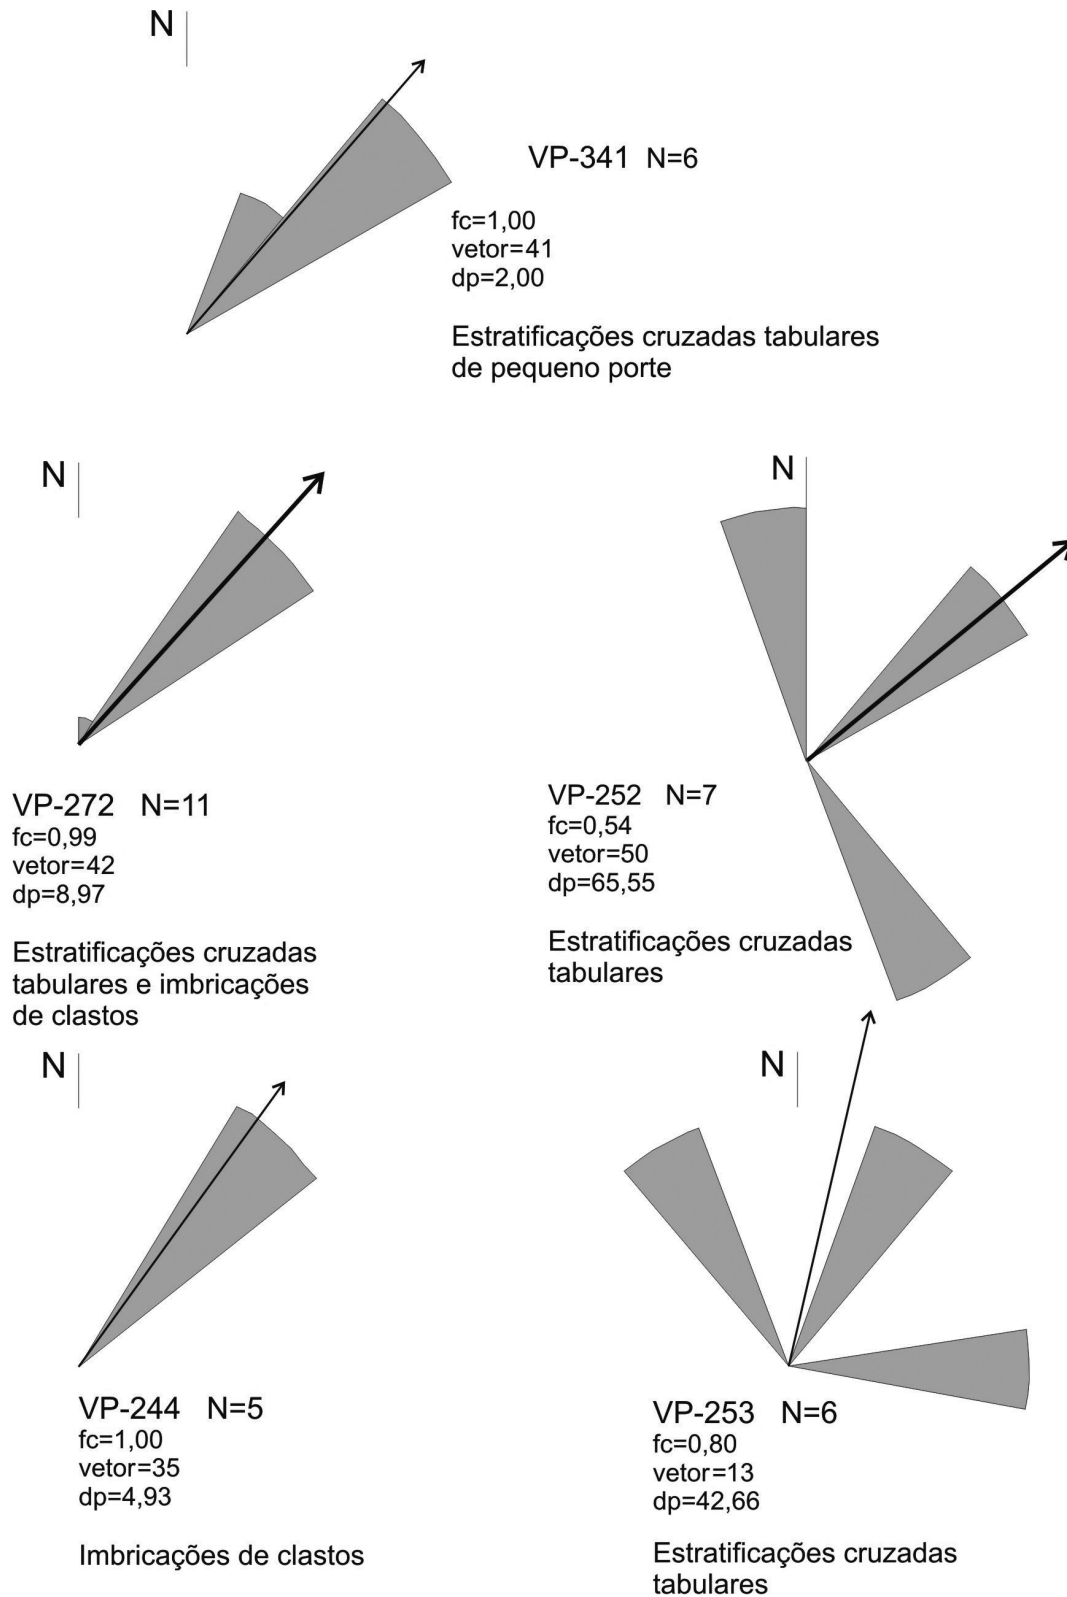 N
VP-341 N=6
fc=1,00
vetor=41
dp=2,00
Estratificações cruzadas tabulares
de pequeno porte
N
VP-272 N=11
fc=0,99
vetor=42
dp=8,97
Estratificações cruzadas
tabulares e imbricações
de clastos
N
VP-252 N=7
fc=0,54
vetor=50
dp=65,55
Estratificações cruzadas
tabulares
N
VP-244 N=5
fc=1,00
vetor=35
dp=4,93
Imbricações de clastos
N
VP-253 N=6
fc=0,80
vetor=13
dp=42,66
Estratificações cruzadas
tabulares